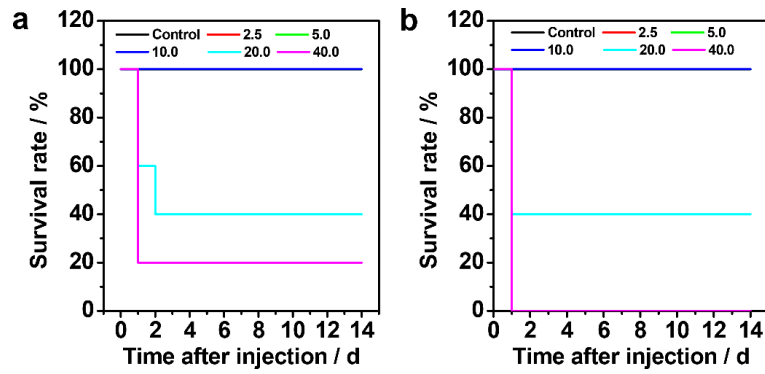 a
Control 2.5 5.0
10.0 20.0 40.0
120
100
80
60
40
20
0
Survival rate / %
0 2 4 6 8 10 12 14
Time after injection / d
b
Control 2.5 5.0
10.0 20.0 40.0
120
100
80
60
40
20
0
Survival rate / %
0 2 4 6 8 10 12 14
Time after injection / d